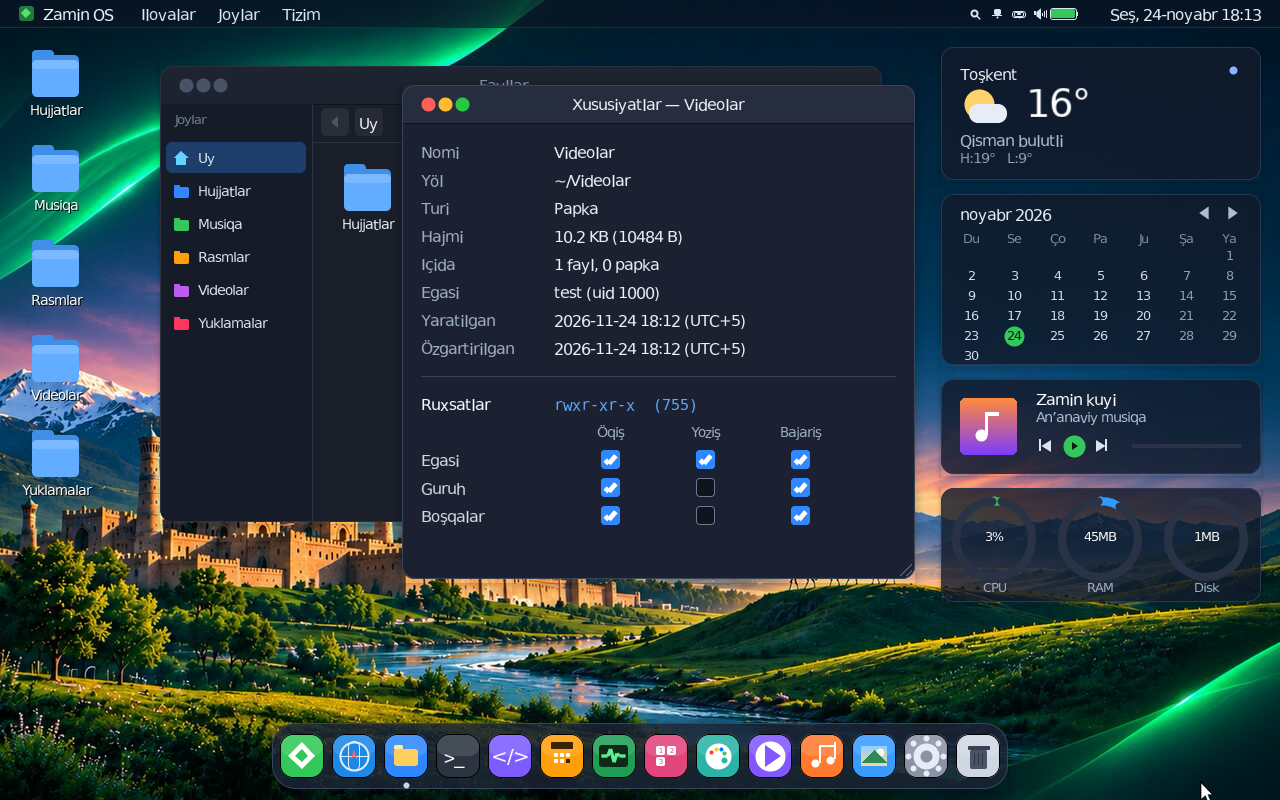 Zamin OS Ilovalar Joylar Tizim Seş, 24-noyabr 18:13
Hujjatlar
Musiqa
Rasmlar
Videolar
Yuklamalar
Fayllar
Joylar
Uy
Hujjatlar
Musiqa
Rasmlar
Videolar
Yuklamalar
Uy
Hujjatlar
Xususiyatlar — Videolar
Nomi Videolar
Yöl ~/Videolar
Turi Papka
Hajmi 10.2 KB (10484 B)
Içida 1 fayl, 0 papka
Egasi test (uid 1000)
Yaratilgan 2026-11-24 18:12 (UTC+5)
Özgartirilgan 2026-11-24 18:12 (UTC+5)
Ruxsatlar rwxr-xr-x (755)
Öqiş Yoziş Bajariş
Egasi
Guruh
Boşqalar
Toşkent
16°
Qisman bulutli
H:19° L:9°
noyabr 2026
Du Se Ço Pa Ju Şa Ya
1
2 3 4 5 6 7 8
9 10 11 12 13 14 15
16 17 18 19 20 21 22
23 24 25 26 27 28 29
30
Zamin kuyi
An’anaviy musiqa
3% 45MB 1MB
CPU RAM Disk
>_ </> 1 2 3